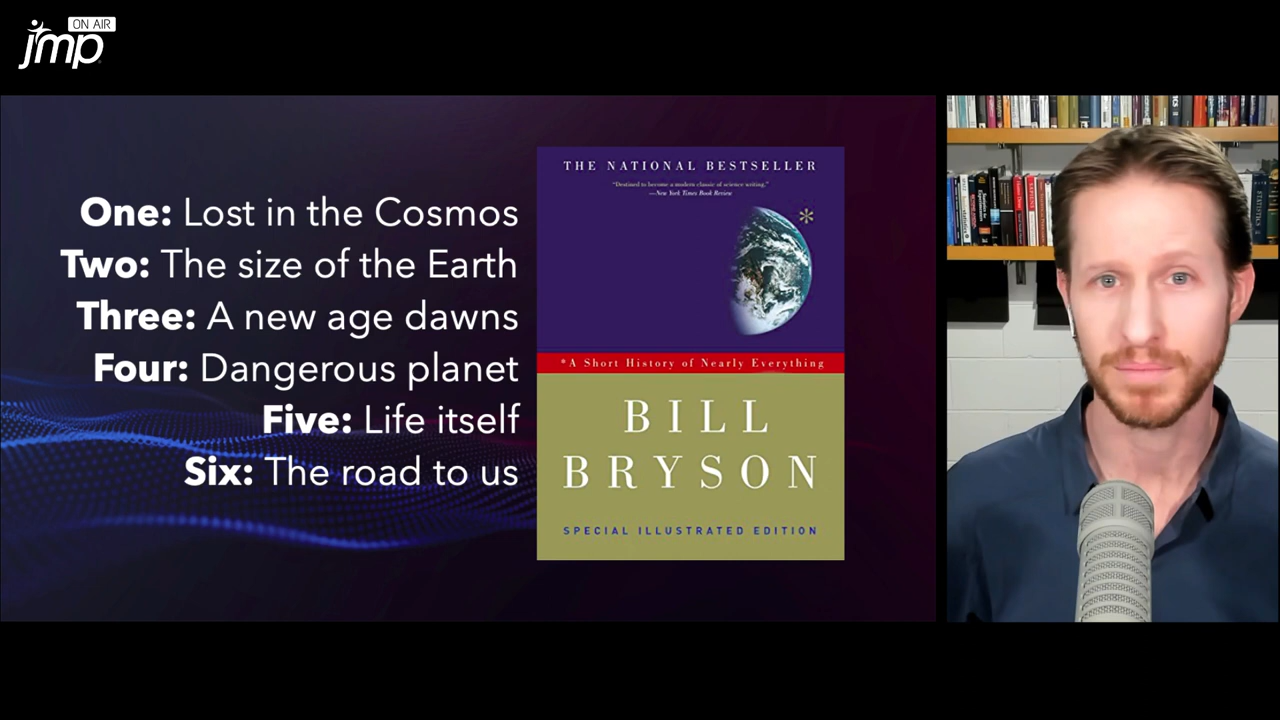 ON AIR
jmp
One: Lost in the Cosmos
Two: The size of the Earth
Three: A new age dawns
Four: Dangerous planet
Five: Life itself
Six: The road to us
THE NATIONAL BESTSELLER
“Destined to become a modern classic of science writing.”
—New York Times Book Review
*
*A Short History of Nearly Everything
BILL
BRYSON
SPECIAL ILLUSTRATED EDITION
STATISTICS